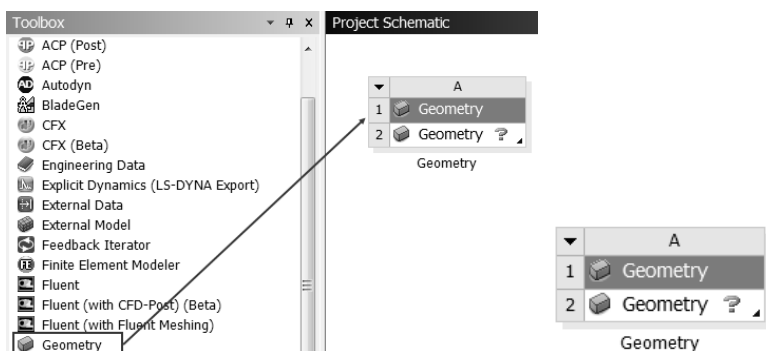 Toolbox
ACP (Post)
ACP (Pre)
Autodyn
BladeGen
CFX
CFX (Beta)
Engineering Data
Explicit Dynamics (LS-DYNA Export)
External Data
External Model
Feedback Iterator
Finite Element Modeler
Fluent
Fluent (with CFD-Post) (Beta)
Fluent (with Fluent Meshing)
Geometry
Project Schematic
A
1 Geometry
2 Geometry ?
Geometry
A
1 Geometry
2 Geometry ?
Geometry